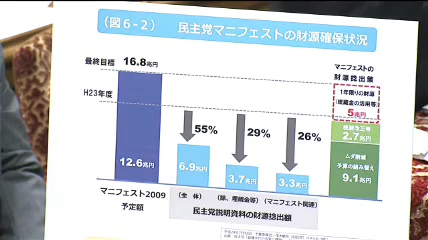 （図6-2） 民主党マニフェストの財源確保状況
最終目標 16.8兆円
マニフェストの
財源捻出額
H23年度
1年限りの財源
（埋蔵金の活用等）
5兆円
55%
29%
26%
税制改正等
2.7兆円
12.6兆円
6.9兆円
3.7兆円
3.3兆円
ムダ削減
予算の組み替え
9.1兆円
マニフェスト2009
予定額
（全 体）
（除、埋蔵金等）
（マニフェスト関連）
民主党説明資料の財源捻出額